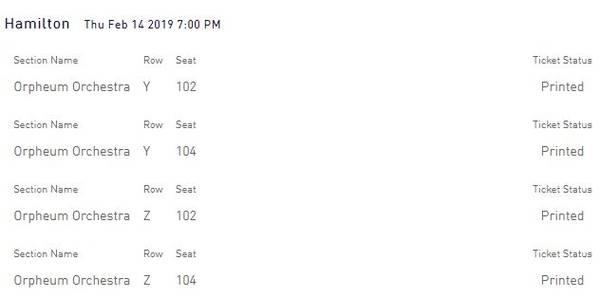 Hamilton Thu Feb 14 2019 7:00 PM
Section Name Row Seat Ticket Status
Orpheum Orchestra Y 102 Printed
Section Name Row Seat Ticket Status
Orpheum Orchestra Y 104 Printed
Section Name Row Seat Ticket Status
Orpheum Orchestra Z 102 Printed
Section Name Row Seat Ticket Status
Orpheum Orchestra Z 104 Printed